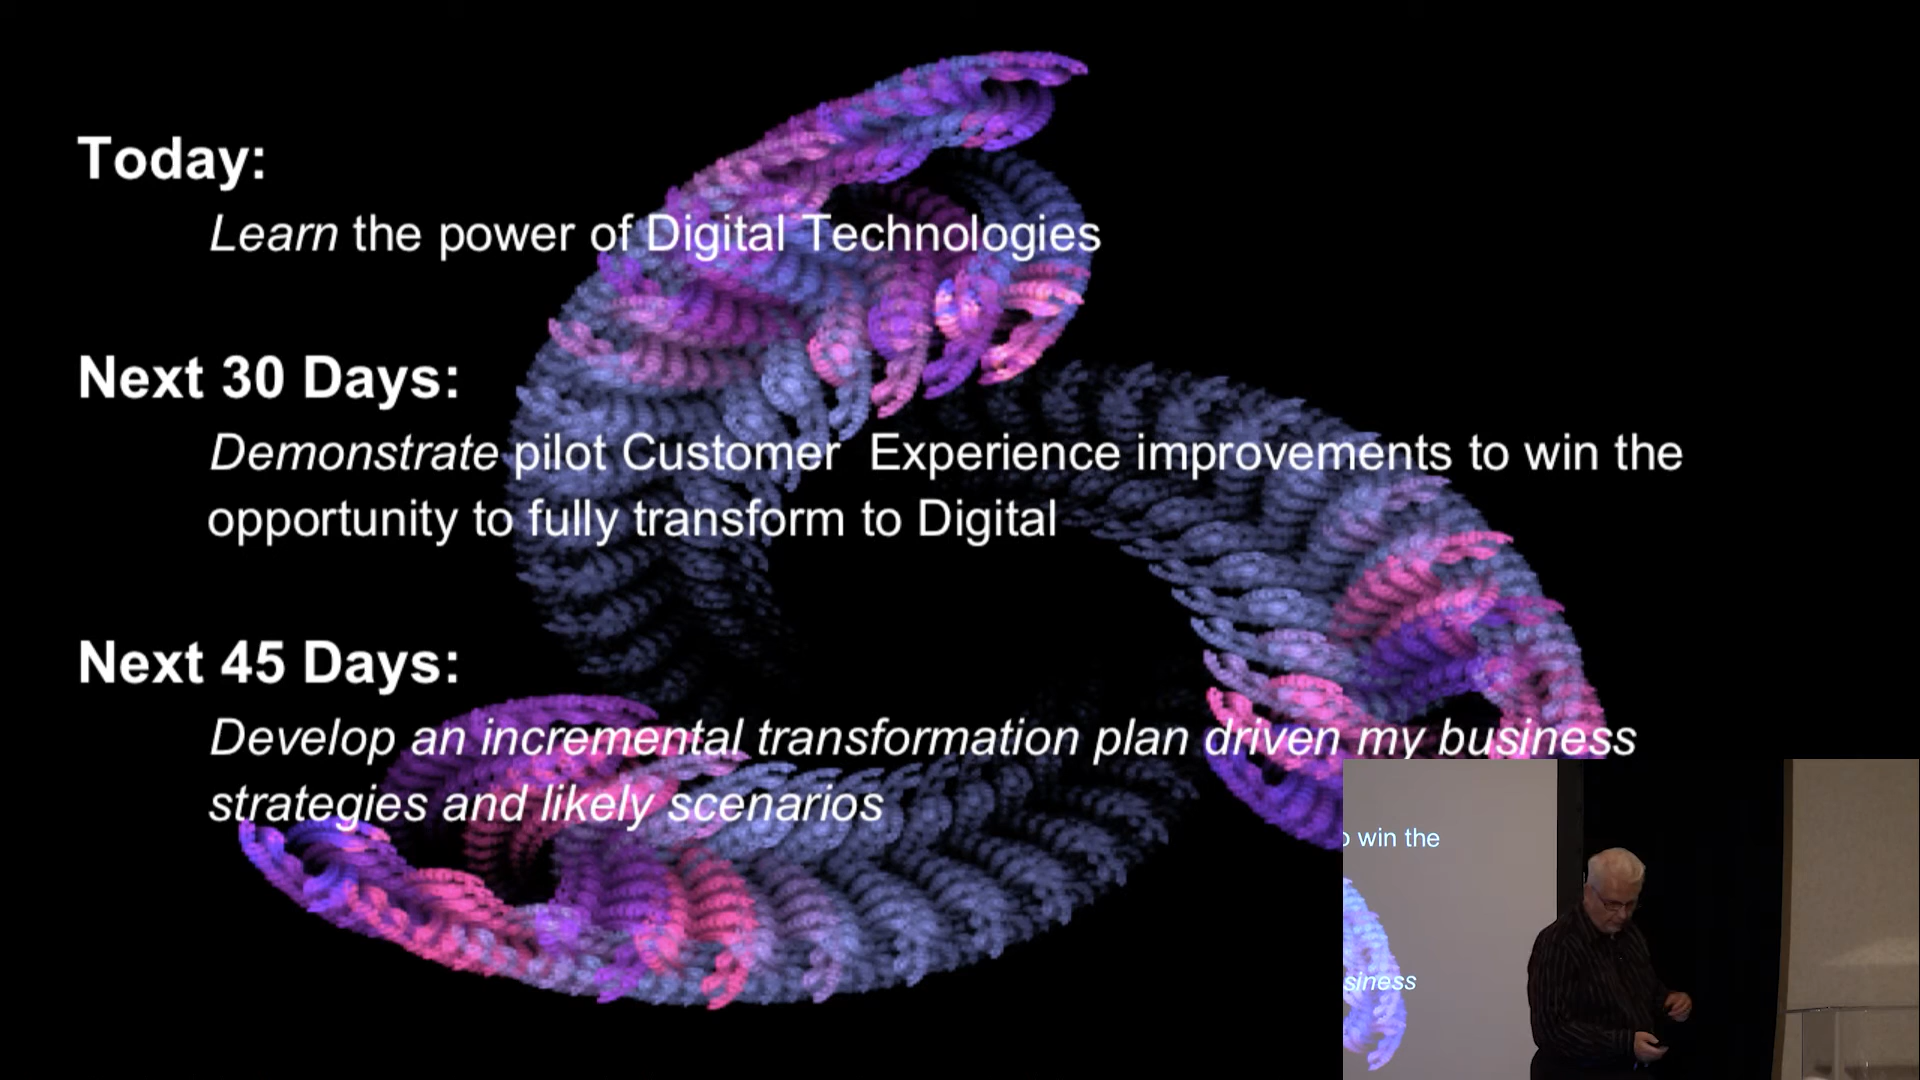 Today:
Learn the power of Digital Technologies
Next 30 Days:
Demonstrate pilot Customer  Experience improvements to win the
opportunity to fully transform to Digital
Next 45 Days:
Develop an incremental transformation plan driven my business
strategies and likely scenarios
win the
siness